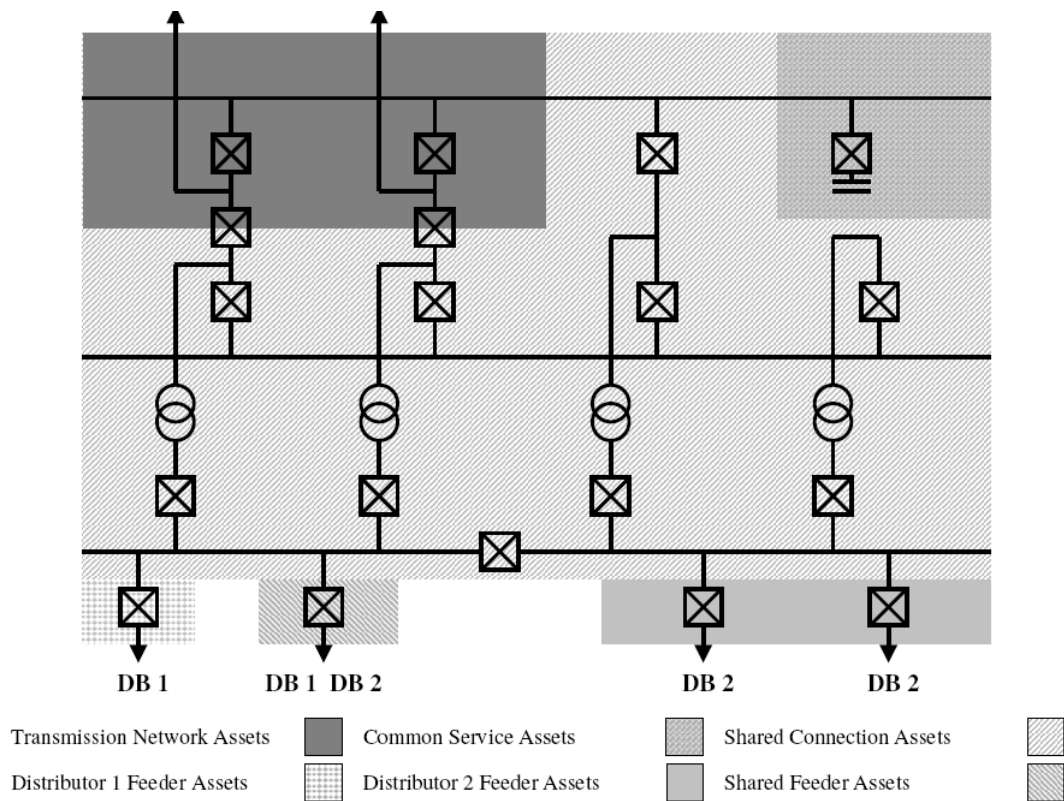 DB 1
DB 1 DB 2
DB 2
DB 2
Transmission Network Assets
Common Service Assets
Shared Connection Assets
Distributor 1 Feeder Assets
Distributor 2 Feeder Assets
Shared Feeder Assets